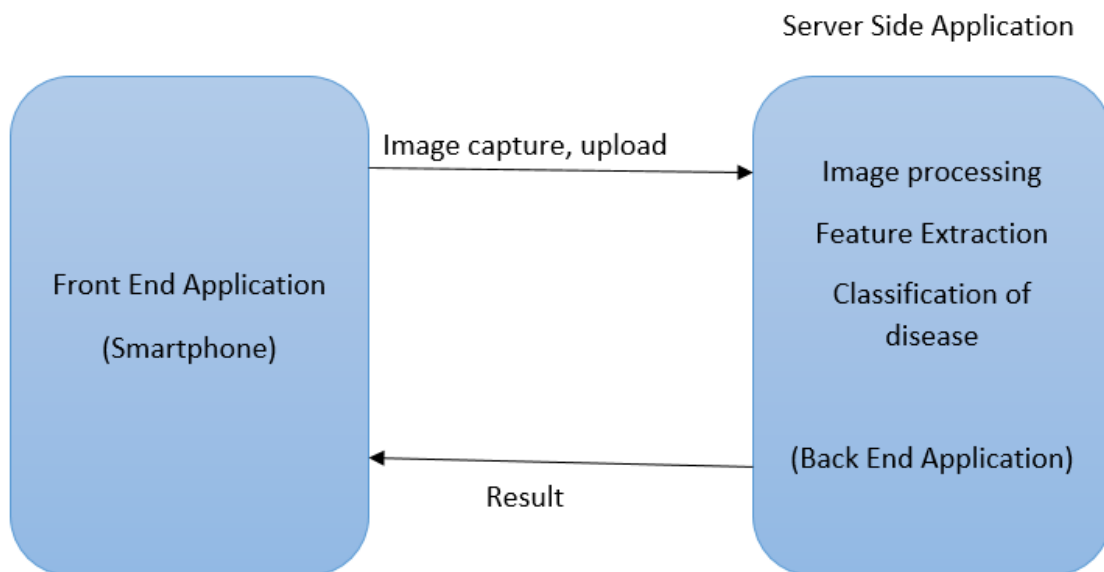 Server Side Application
Image capture, upload
Front End Application
(Smartphone)
Image processing
Feature Extraction
Classification of
disease
(Back End Application)
Result